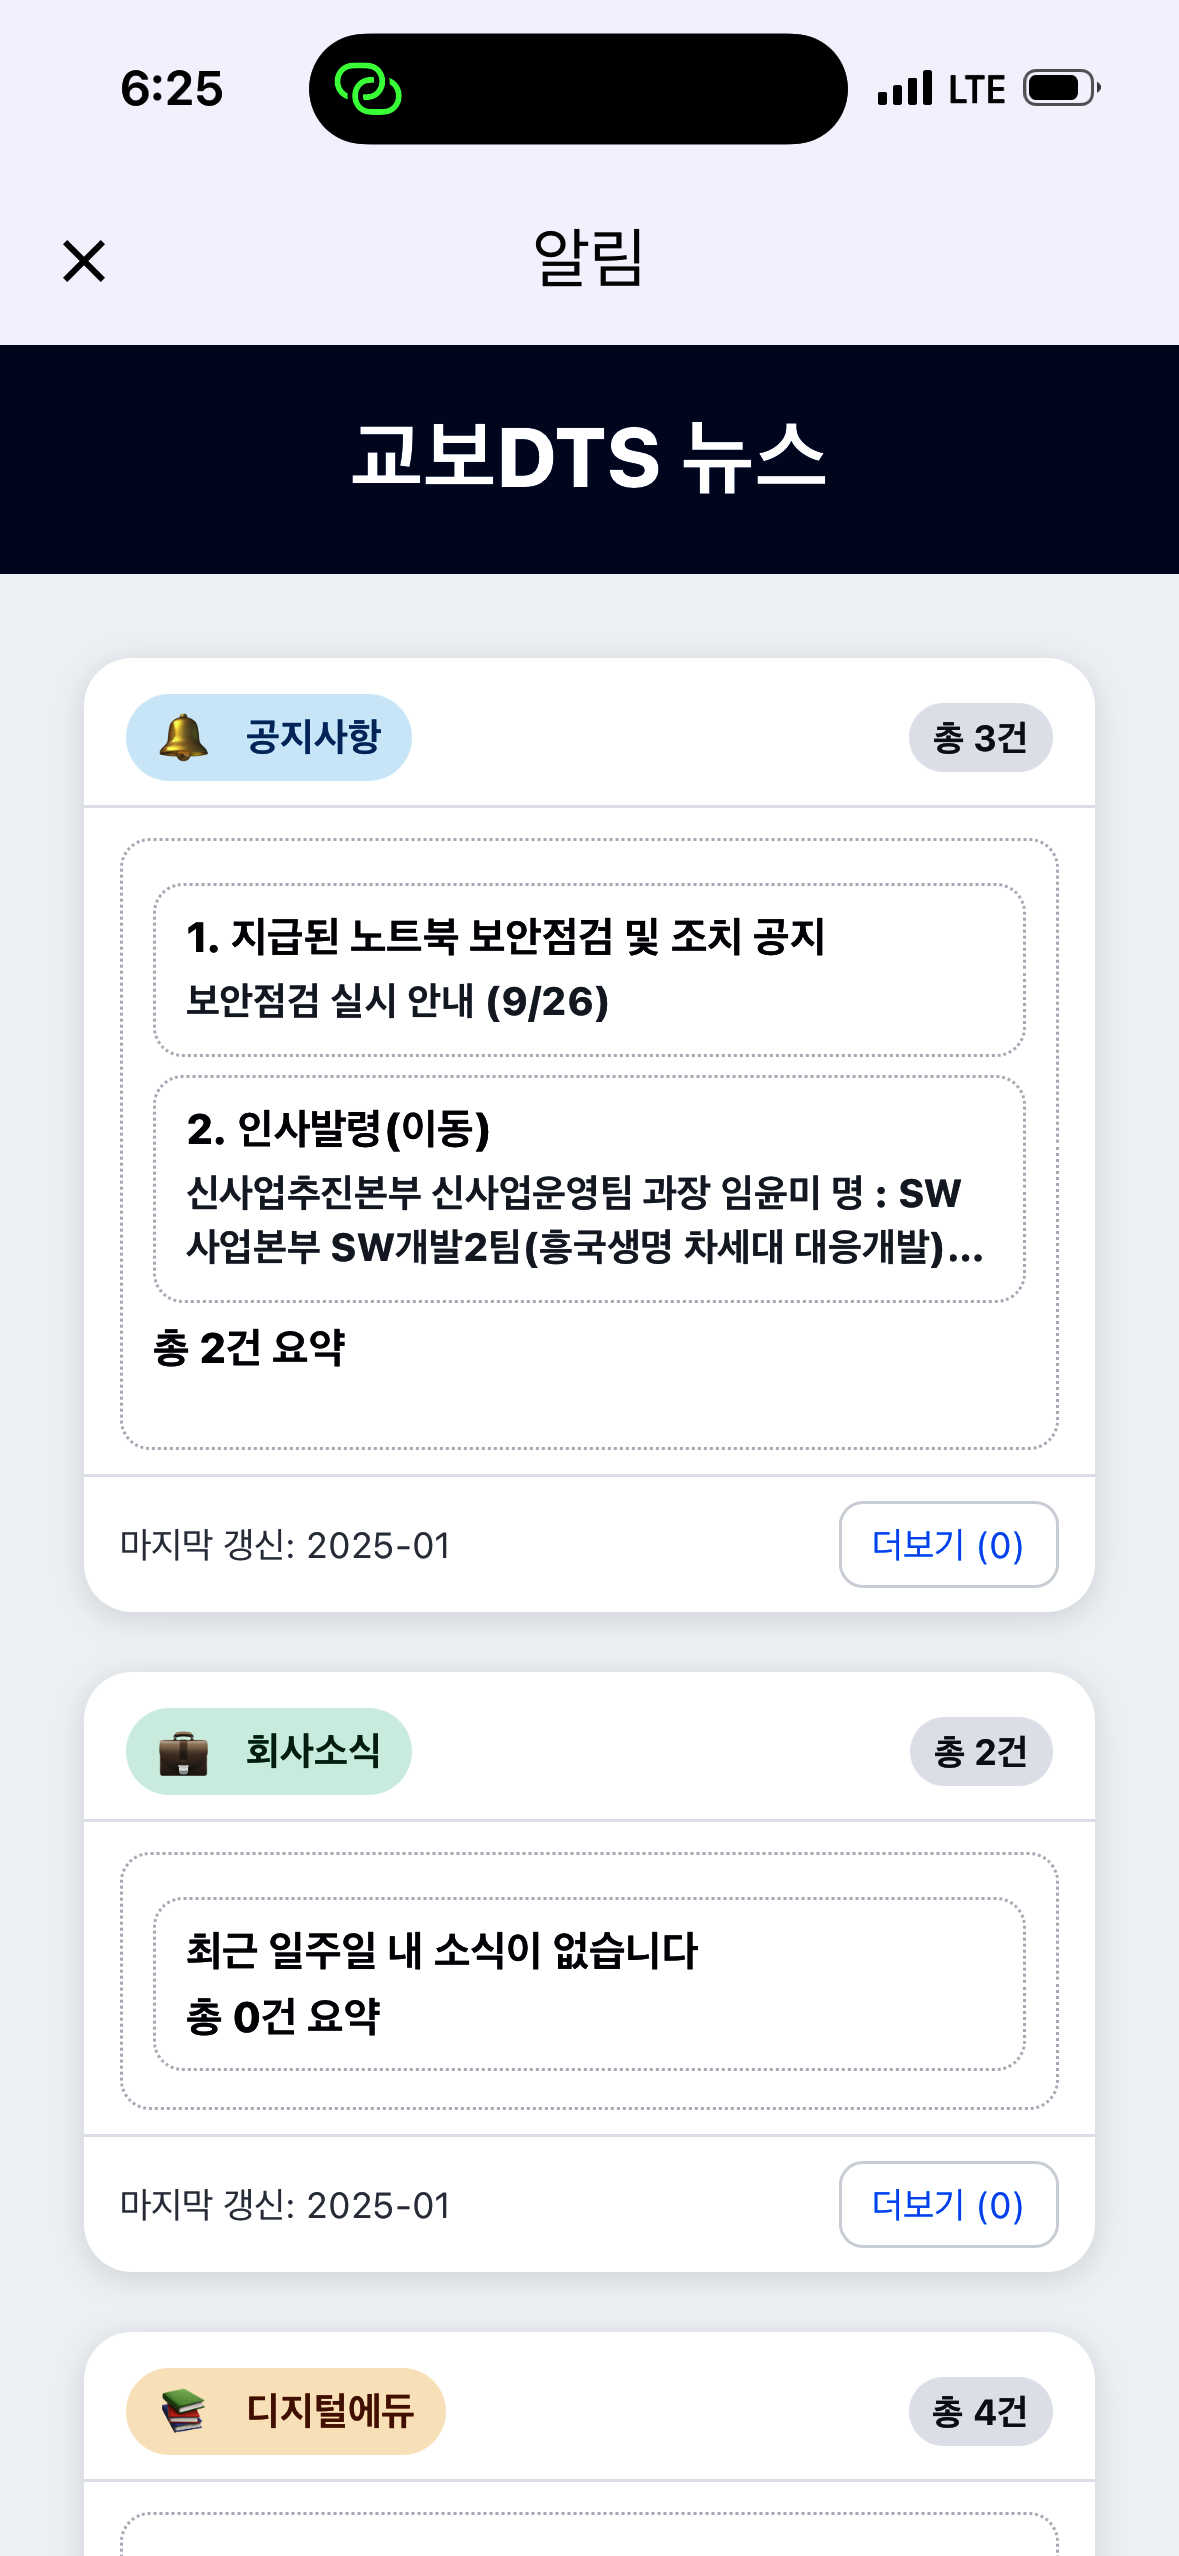 6:25
LTE
알림
교보DTS 뉴스
공지사항
총 3건
1. 지급된 노트북 보안점검 및 조치 공지
보안점검 실시 안내 (9/26)
2. 인사발령(이동)
신사업추진본부 신사업운영팀 과장 임윤미 명 : SW
사업본부 SW개발2팀(흥국생명 차세대 대응개발)...
총 2건 요약
마지막 갱신: 2025-01
더보기 (0)
회사소식
총 2건
최근 일주일 내 소식이 없습니다
총 0건 요약
마지막 갱신: 2025-01
더보기 (0)
디지털에듀
총 4건